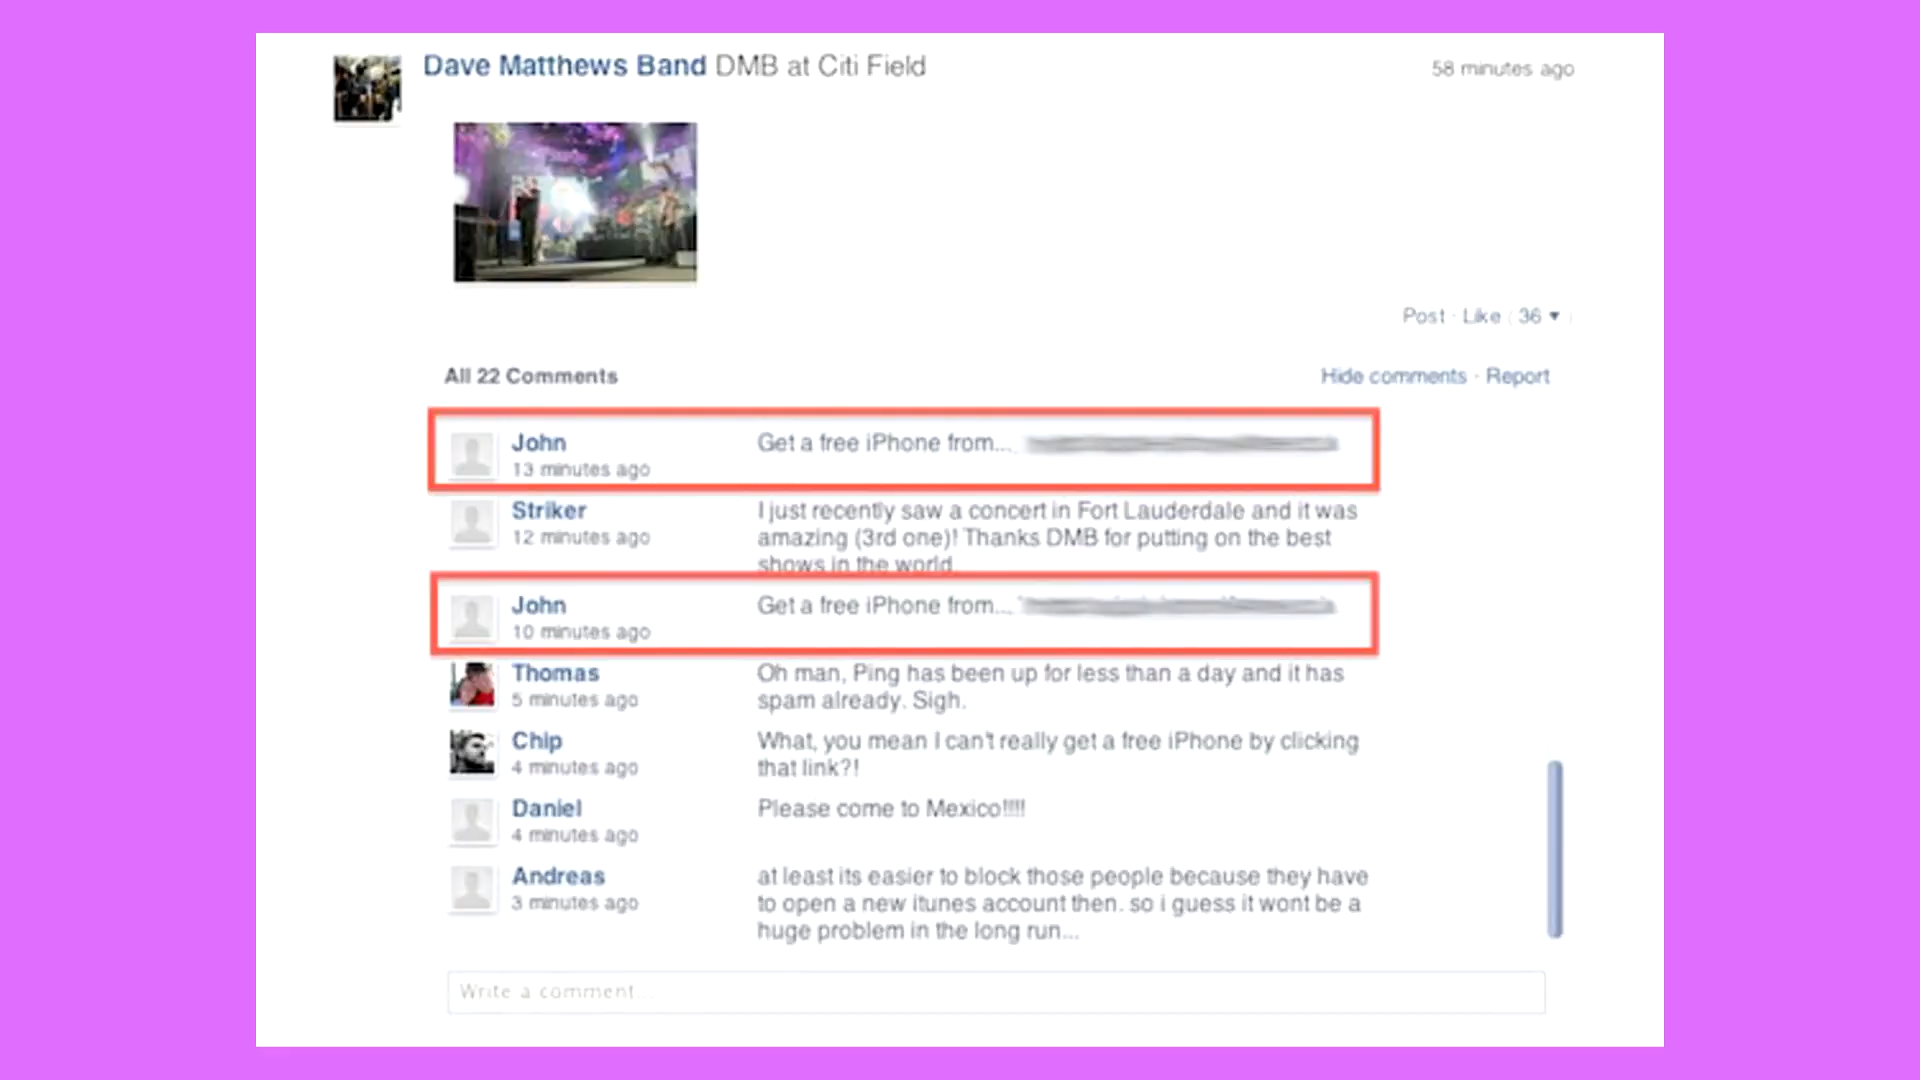 Dave Matthews Band DMB at Citi Field
58 minutes ago
Post · Like 36 ▼
All 22 Comments
Hide comments · Report
John
Get a free iPhone from...
13 minutes ago
Striker
I just recently saw a concert in Fort Lauderdale and it was
12 minutes ago
amazing (3rd one)! Thanks DMB for putting on the best
shows in the world
John
Get a free iPhone from...
10 minutes ago
Thomas
Oh man, Ping has been up for less than a day and it has
5 minutes ago
spam already. Sigh.
Chip
What, you mean I can't really get a free iPhone by clicking
4 minutes ago
that link?!
Daniel
Please come to Mexico!!!!
4 minutes ago
Andreas
at least its easier to block those people because they have
3 minutes ago
to open a new itunes account then. so i guess it wont be a
huge problem in the long run...
Write a comment...